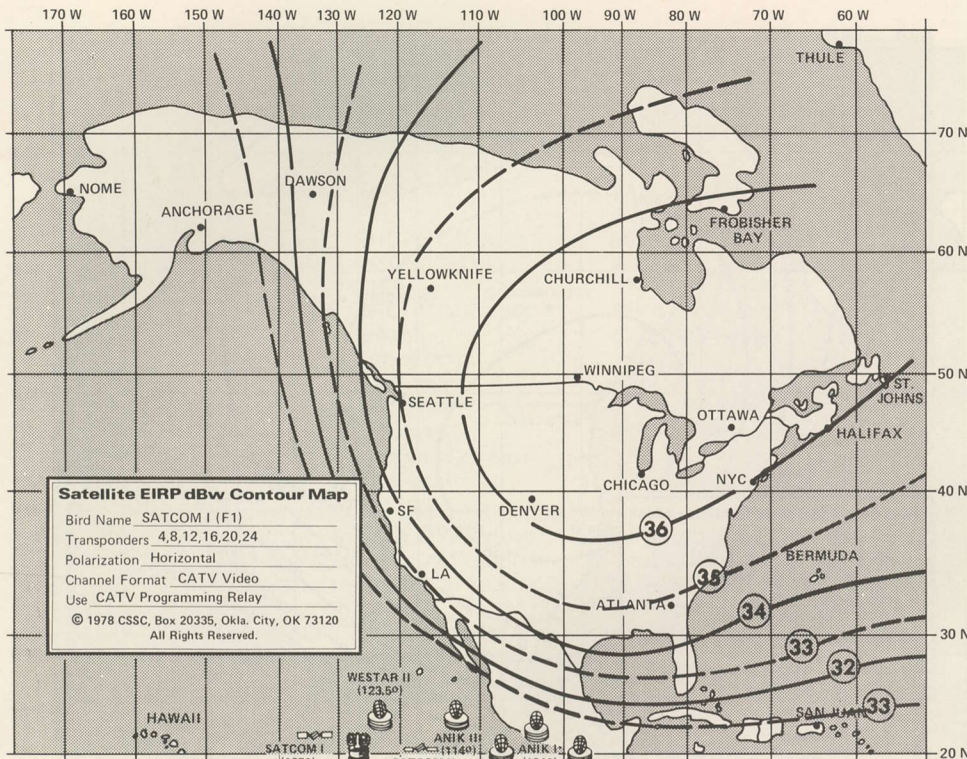 170 W 160 W 150 W 140 W 130 W 120 W 110 W 100 W 90 W 80 W 70 W 60 W
THULE
70 N
NOME
DAWSON
ANCHORAGE
FROBISHER
BAY
60 N
YELLOWKNIFE
CHURCHILL
50 N
WINNIPEG
SEATTLE
ST.
JOHNS
OTTAWA
HALIFAX
CHICAGO
NYC
40 N
Satellite EIRP dBw Contour Map
Bird Name SATCOM I (F1)
Transponders 4,8,12,16,20,24
Polarization Horizontal
Channel Format CATV Video
Use CATV Programming Relay
© 1978 CSSC, Box 20335, Okla. City, OK 73120
All Rights Reserved.
SF
DENVER
36
BERMUDA
LA
35
ATLANTA
34
30 N
33
32
WESTAR II
(123.5º)
SAN JUAN
33
HAWAII
SATCOM I
ANIK III
(114º)
ANIK I
20 N